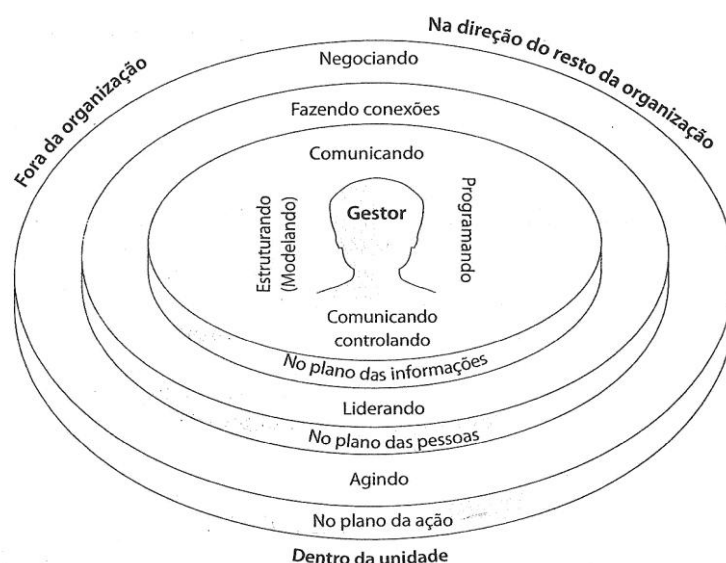 Na direção do resto da organização
Fora da organização
Negociando
Fazendo conexões
Comunicando
Estruturando
(Modelando)
Gestor
Programando
Comunicando
controlando
No plano das informações
Liderando
No plano das pessoas
Agindo
No plano da ação
Dentro da unidade